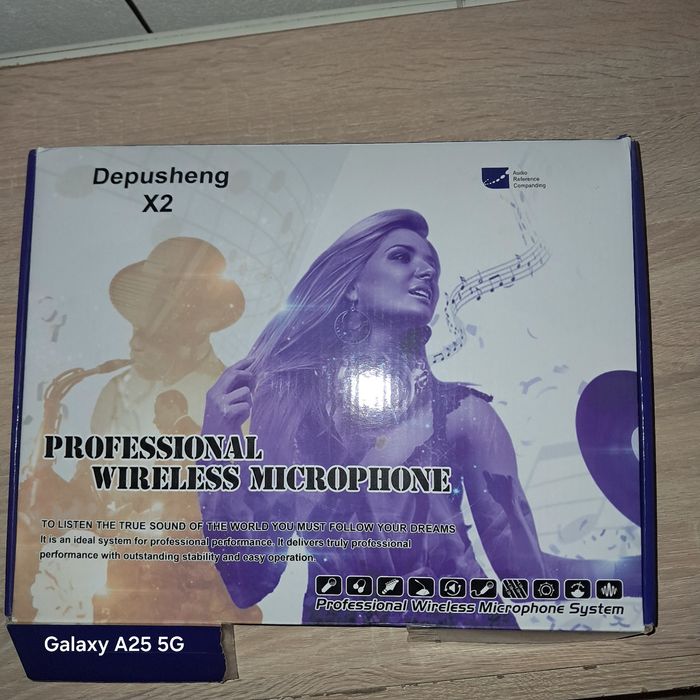 Depusheng
X2
Audio
Reference
Companding
PROFESSIONAL
WIRELESS MICROPHONE
TO LISTEN THE TRUE SOUND OF THE WORLD YOU MUST FOLLOW YOUR DREAMS
It is an ideal system for professional performance. It delivers truly professional
performance with outstanding stability and easy operation.
Professional Wireless Microphone System
Galaxy A25 5G